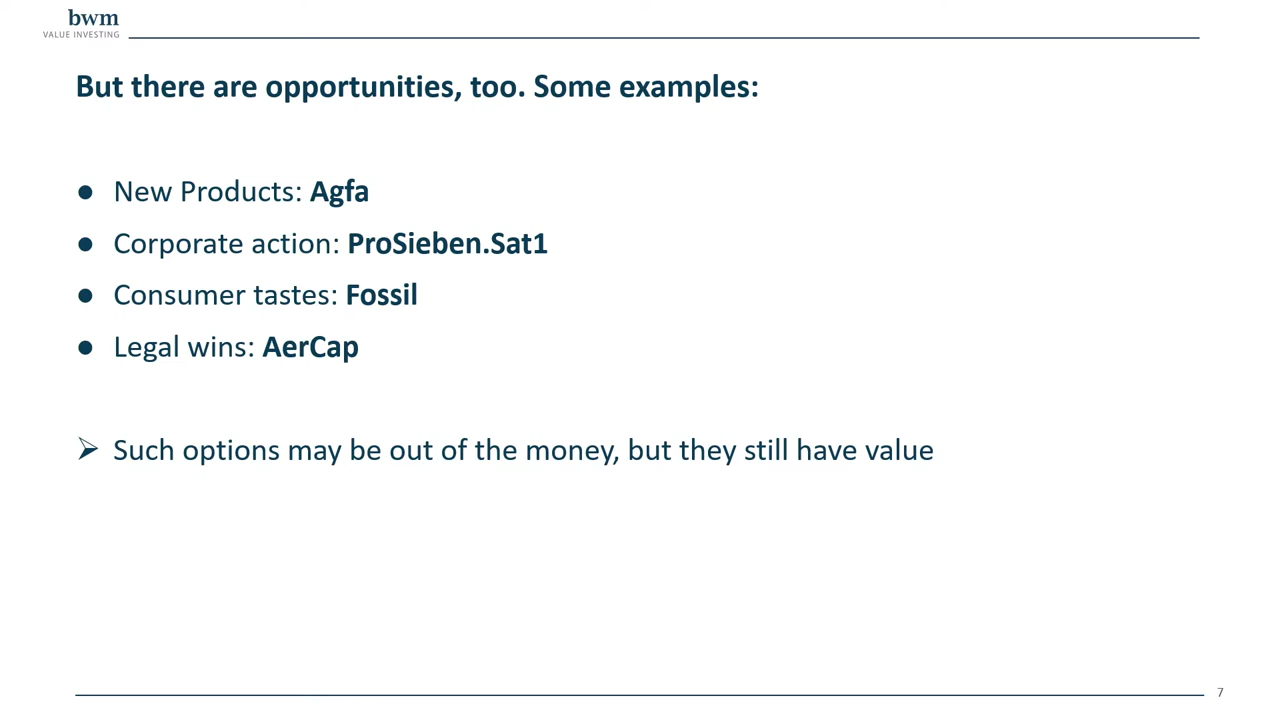 bwm
VALUE INVESTING
But there are opportunities, too. Some examples:
● New Products: Agfa
● Corporate action: ProSieben.Sat1
● Consumer tastes: Fossil
● Legal wins: AerCap
➢ Such options may be out of the money, but they still have value
7